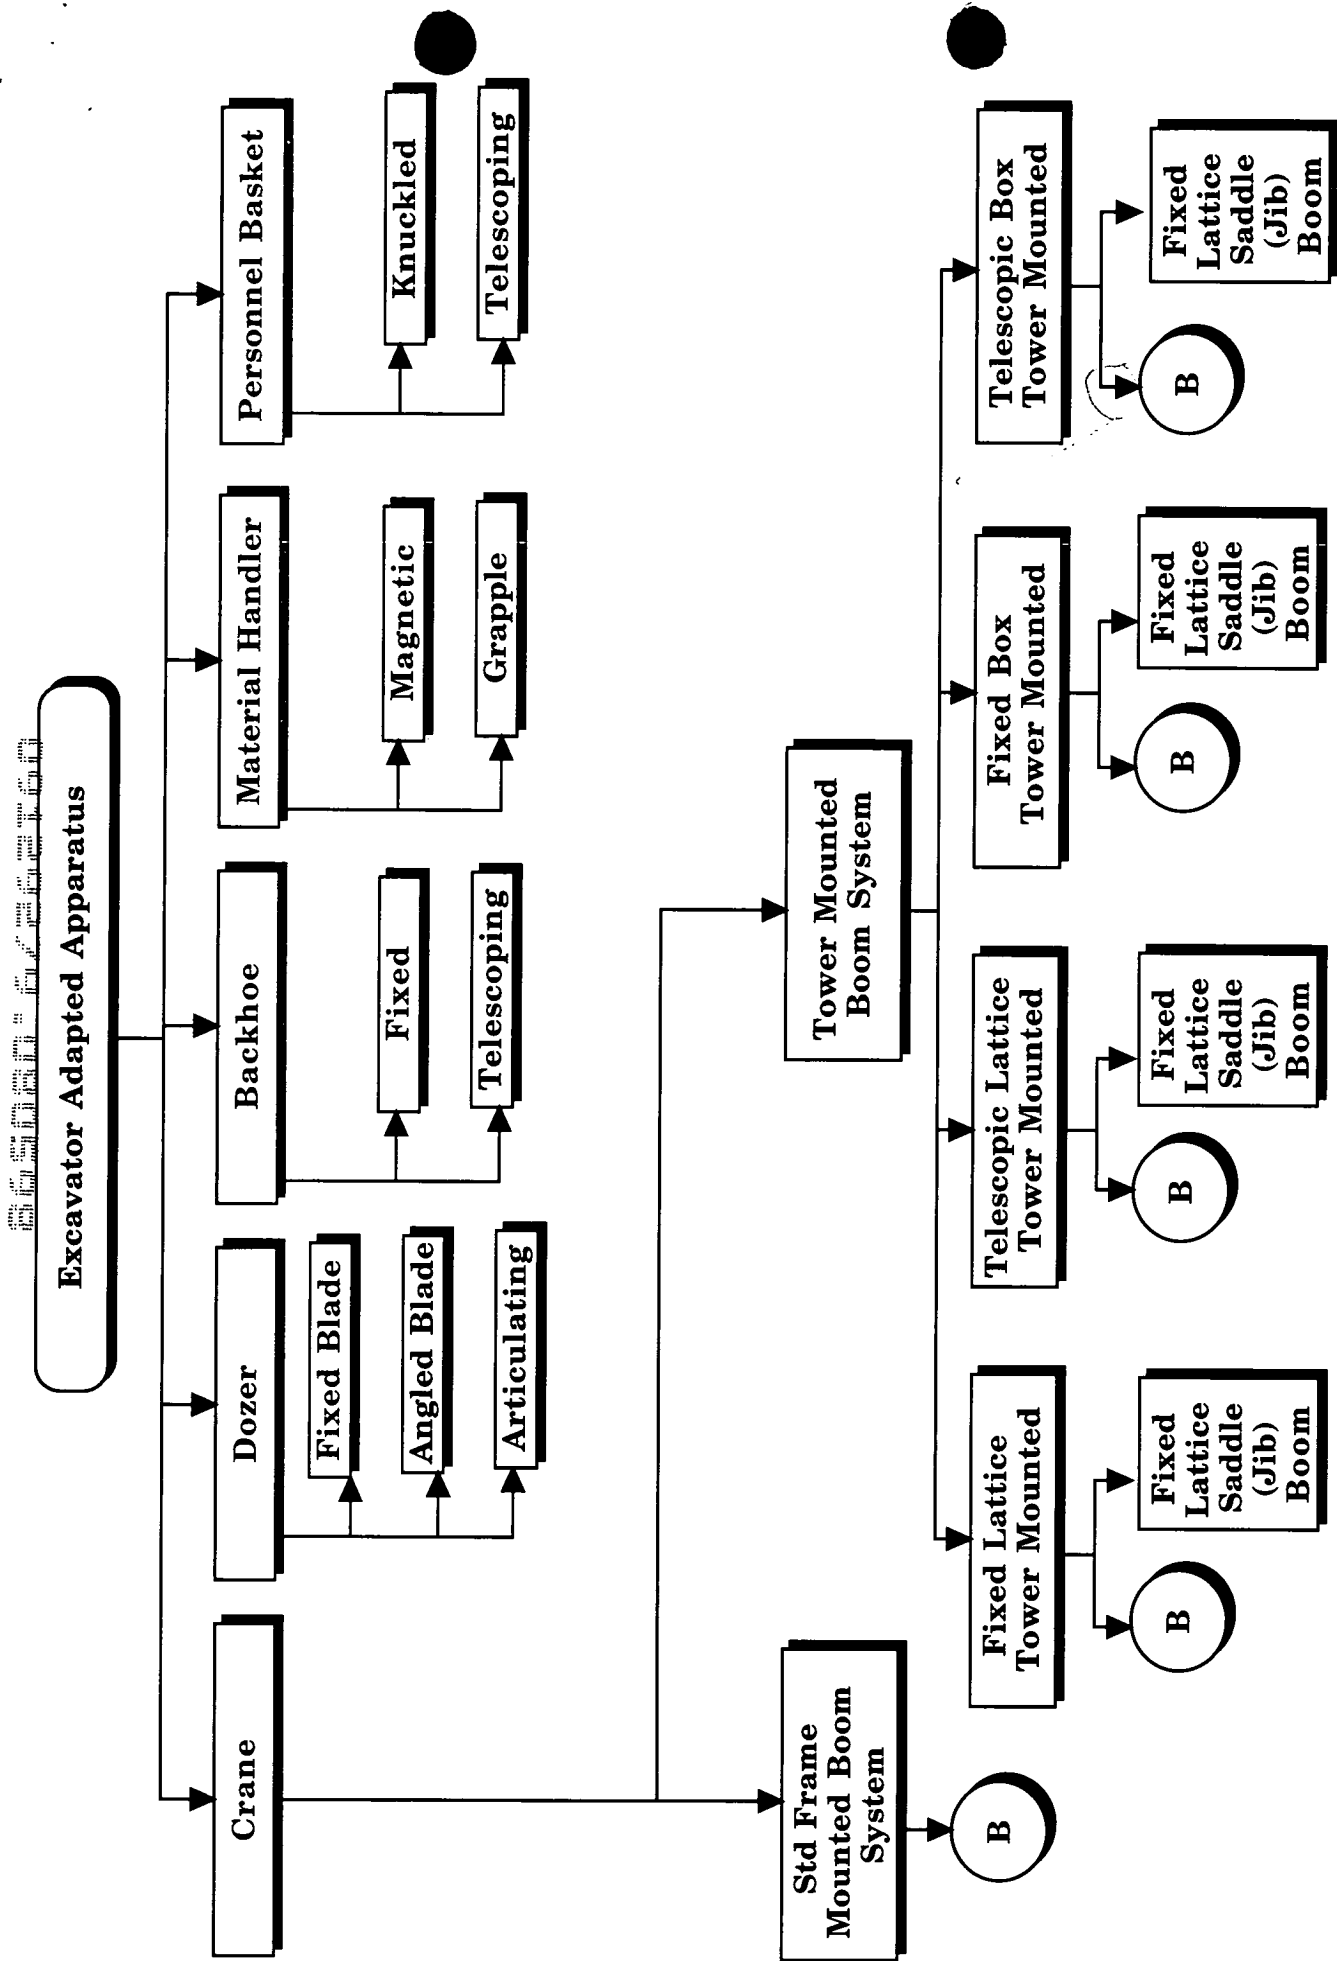 Excavator Adapted Apparatus
Crane
Dozer
Backhoe
Material Handler
Personnel Basket
Fixed Blade
Angled Blade
Articulating
Fixed
Telescoping
Magnetic
Grapple
Knuckled
Telescoping
Std Frame
Mounted Boom
System
B
Tower Mounted
Boom System
Fixed Lattice
Tower Mounted
Telescopic Lattice
Tower Mounted
Fixed Box
Tower Mounted
Telescopic Box
Tower Mounted
B
Fixed
Lattice
Saddle
(Jib)
Boom
B
Fixed
Lattice
Saddle
(Jib)
Boom
B
Fixed
Lattice
Saddle
(Jib)
Boom
B
Fixed
Lattice
Saddle
(Jib)
Boom